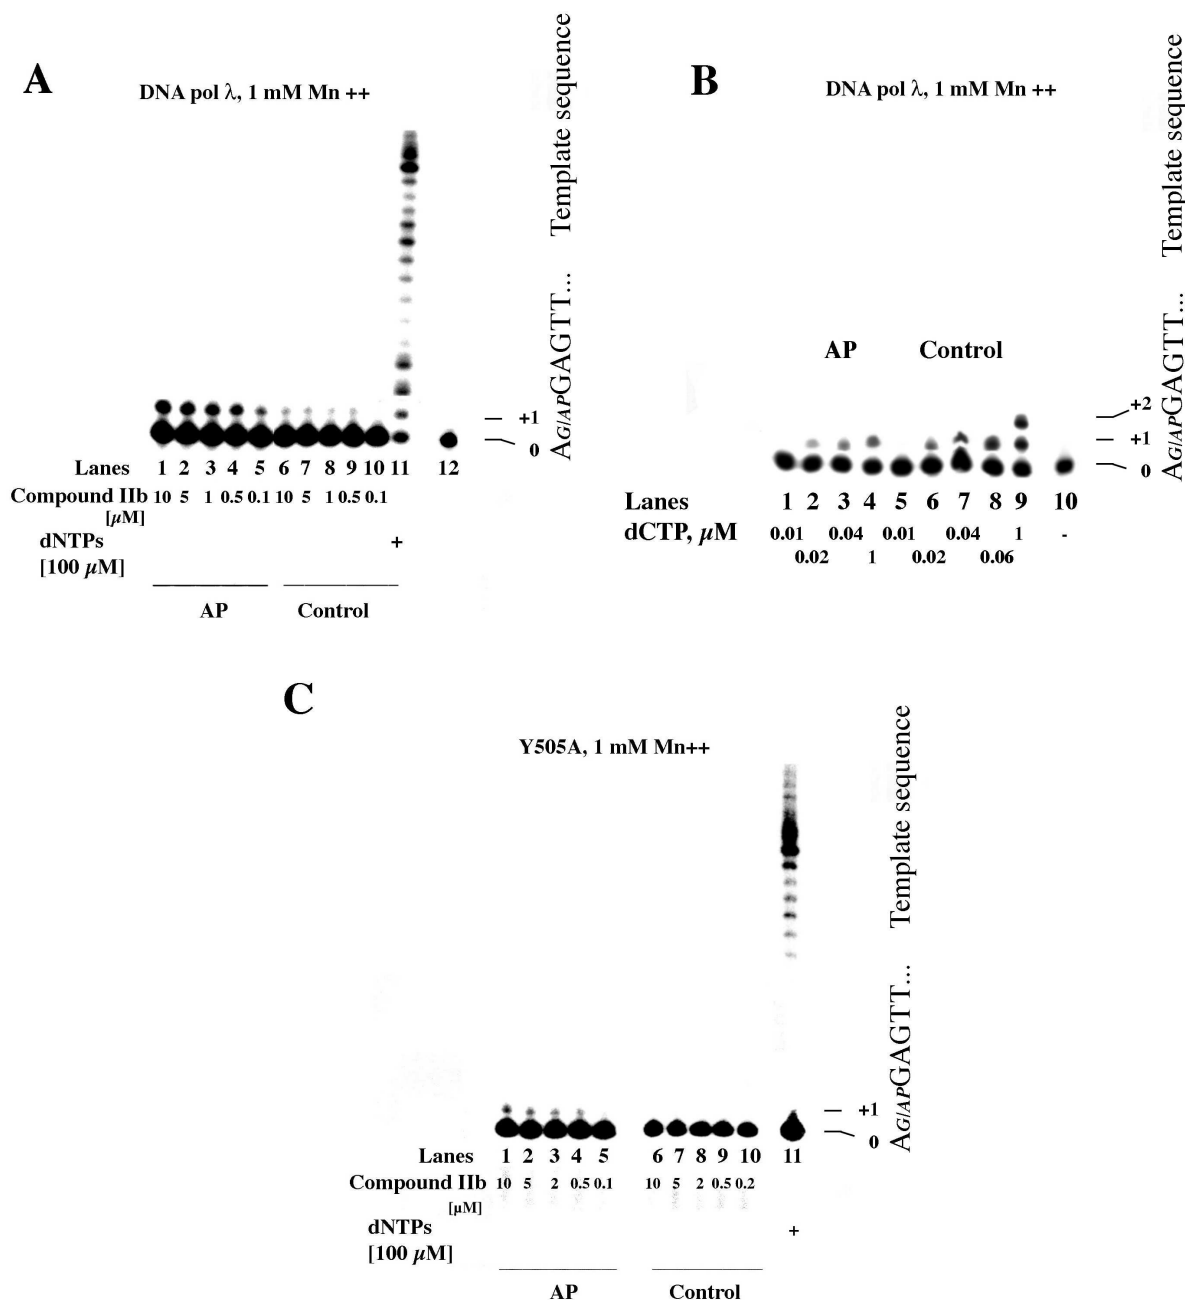 A
DNA pol λ, 1 mM Mn ++
AG/APGAGTT... Template sequence
+1
0
Lanes 1 2 3 4 5 6 7 8 9 10 11 12
Compound IIb 10 5 1 0.5 0.1 10 5 1 0.5 0.1
[µM]
dNTPs +
[100 µM]
AP Control
B
DNA pol λ, 1 mM Mn ++
AG/APGAGTT... Template sequence
AP Control
+2
+1
0
Lanes 1 2 3 4 5 6 7 8 9 10
dCTP, µM 0.01 0.04 0.01 0.04 1 -
0.02 1 0.02 0.06
C
Y505A, 1 mM Mn++
AG/APGAGTT... Template sequence
+1
0
Lanes 1 2 3 4 5 6 7 8 9 10 11
Compound IIb 10 5 2 0.5 0.1 10 5 2 0.5 0.2
[µM]
dNTPs +
[100 µM]
AP Control